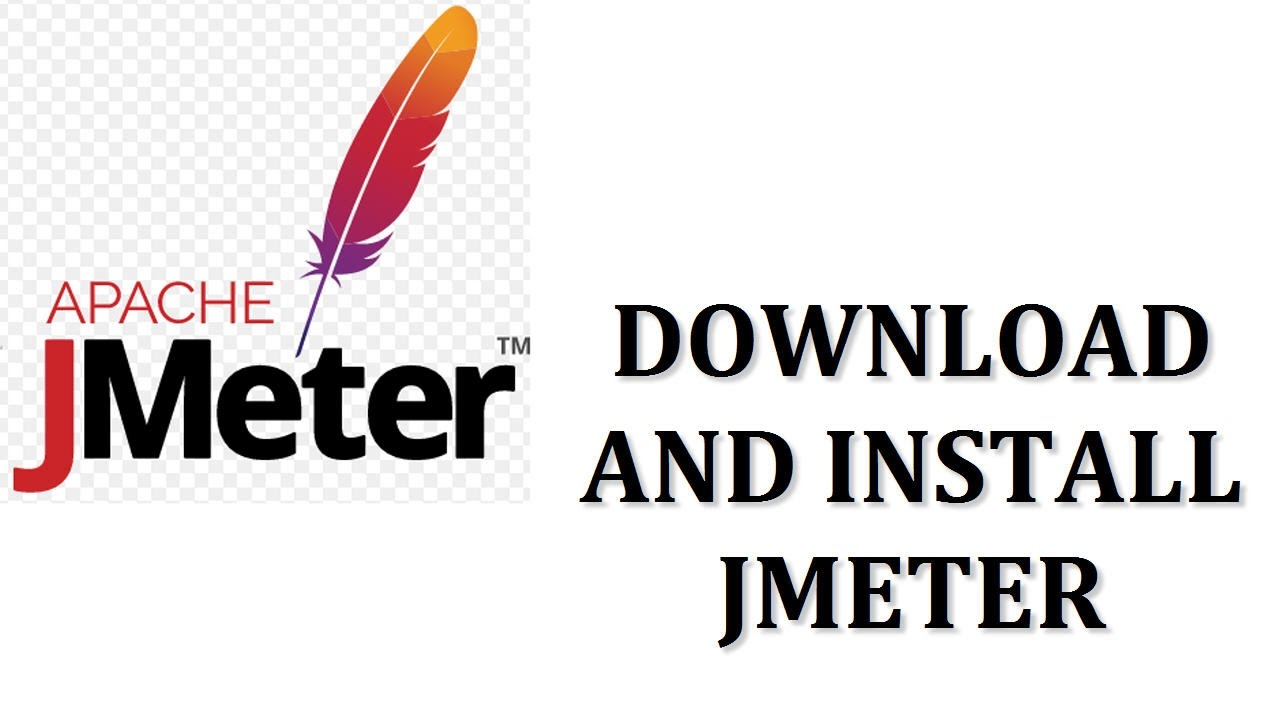 APACHE
JMeter™
DOWNLOAD
AND INSTALL
JMETER